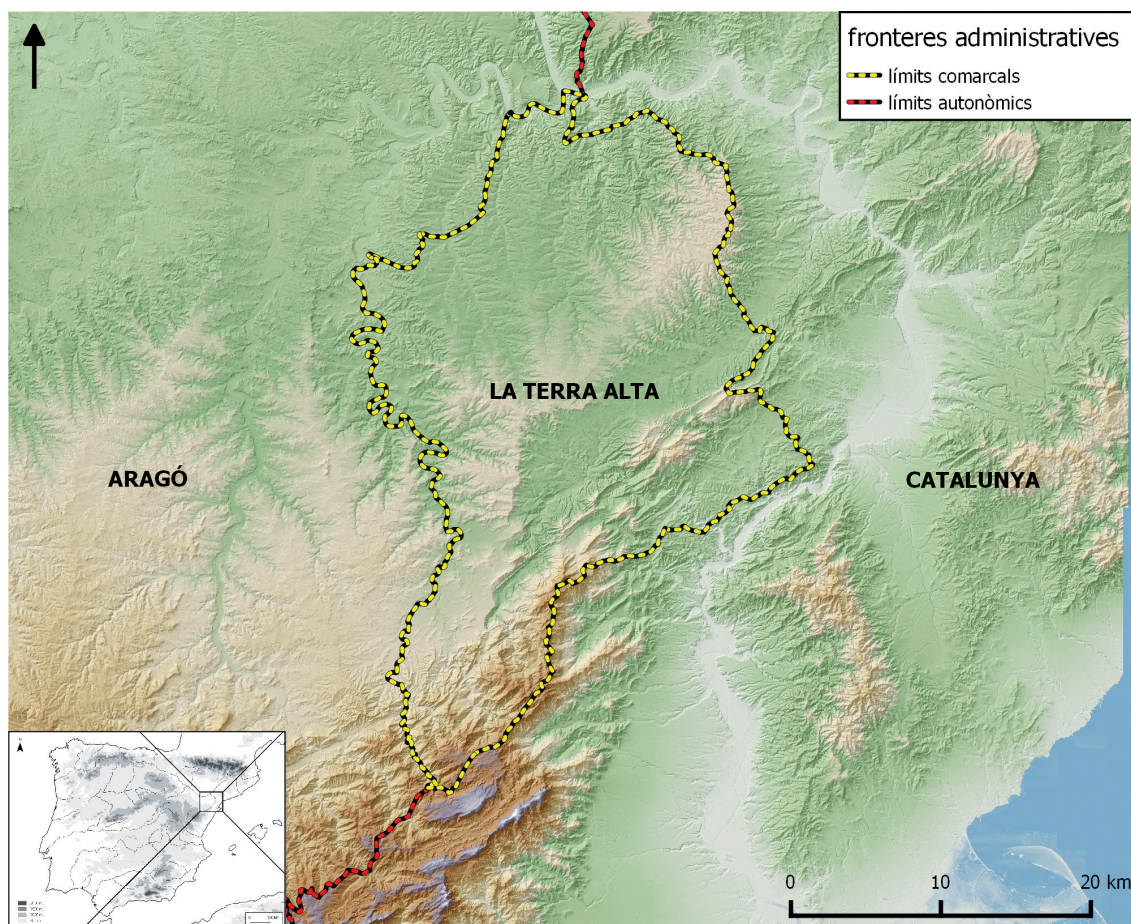 fronteres administratives
límits comarcals
límits autonòmics
LA TERRA ALTA
ARAGÓ
CATALUNYA
0 10 20 km